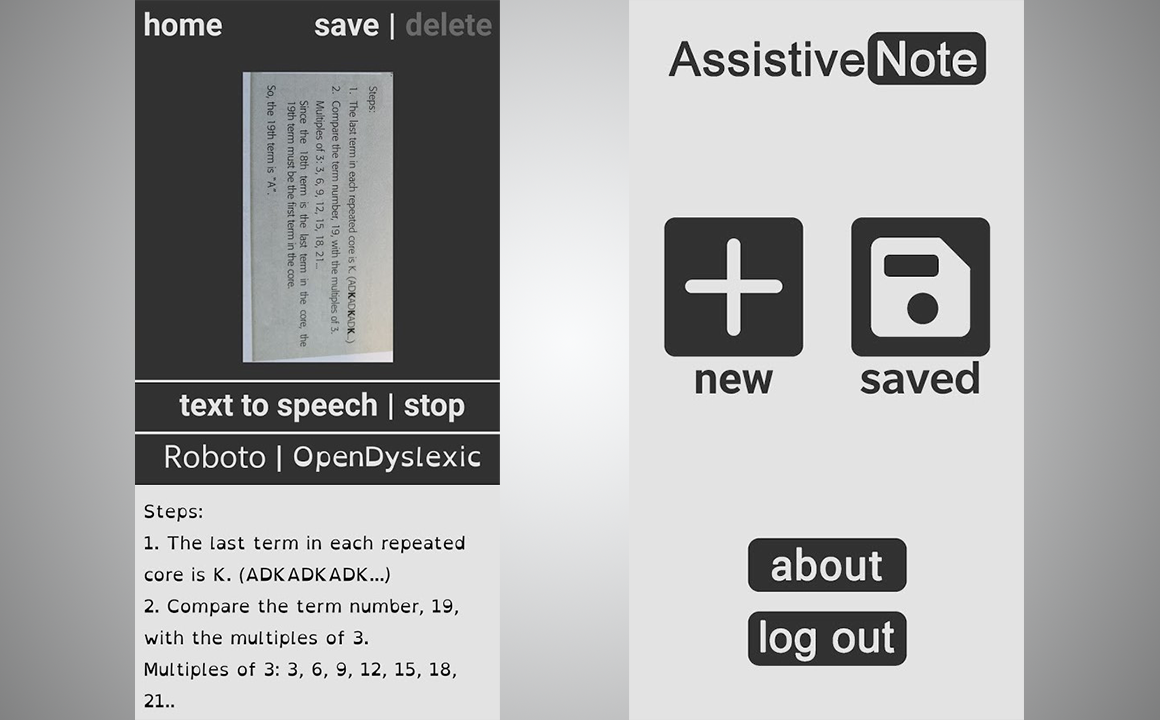 home save | delete
Steps:
1. The last term in each repeated core is K. (ADKADKADK..)
2. Compare the term number, 19, with the multiples of 3.
Multiples of 3: 3, 6, 9, 12, 15, 18, 21...
Since the 18th term is the last term in the core, the
19th term must be the first term in the core.
So, the 19th term is "A".
text to speech | stop
Roboto | OpenDyslexic
Steps:
1. The last term in each repeated
core is K. (ADKADKADK...)
2. Compare the term number, 19,
with the multiples of 3.
Multiples of 3: 3, 6, 9, 12, 15, 18,
21..
AssistiveNote
new saved
about
log out